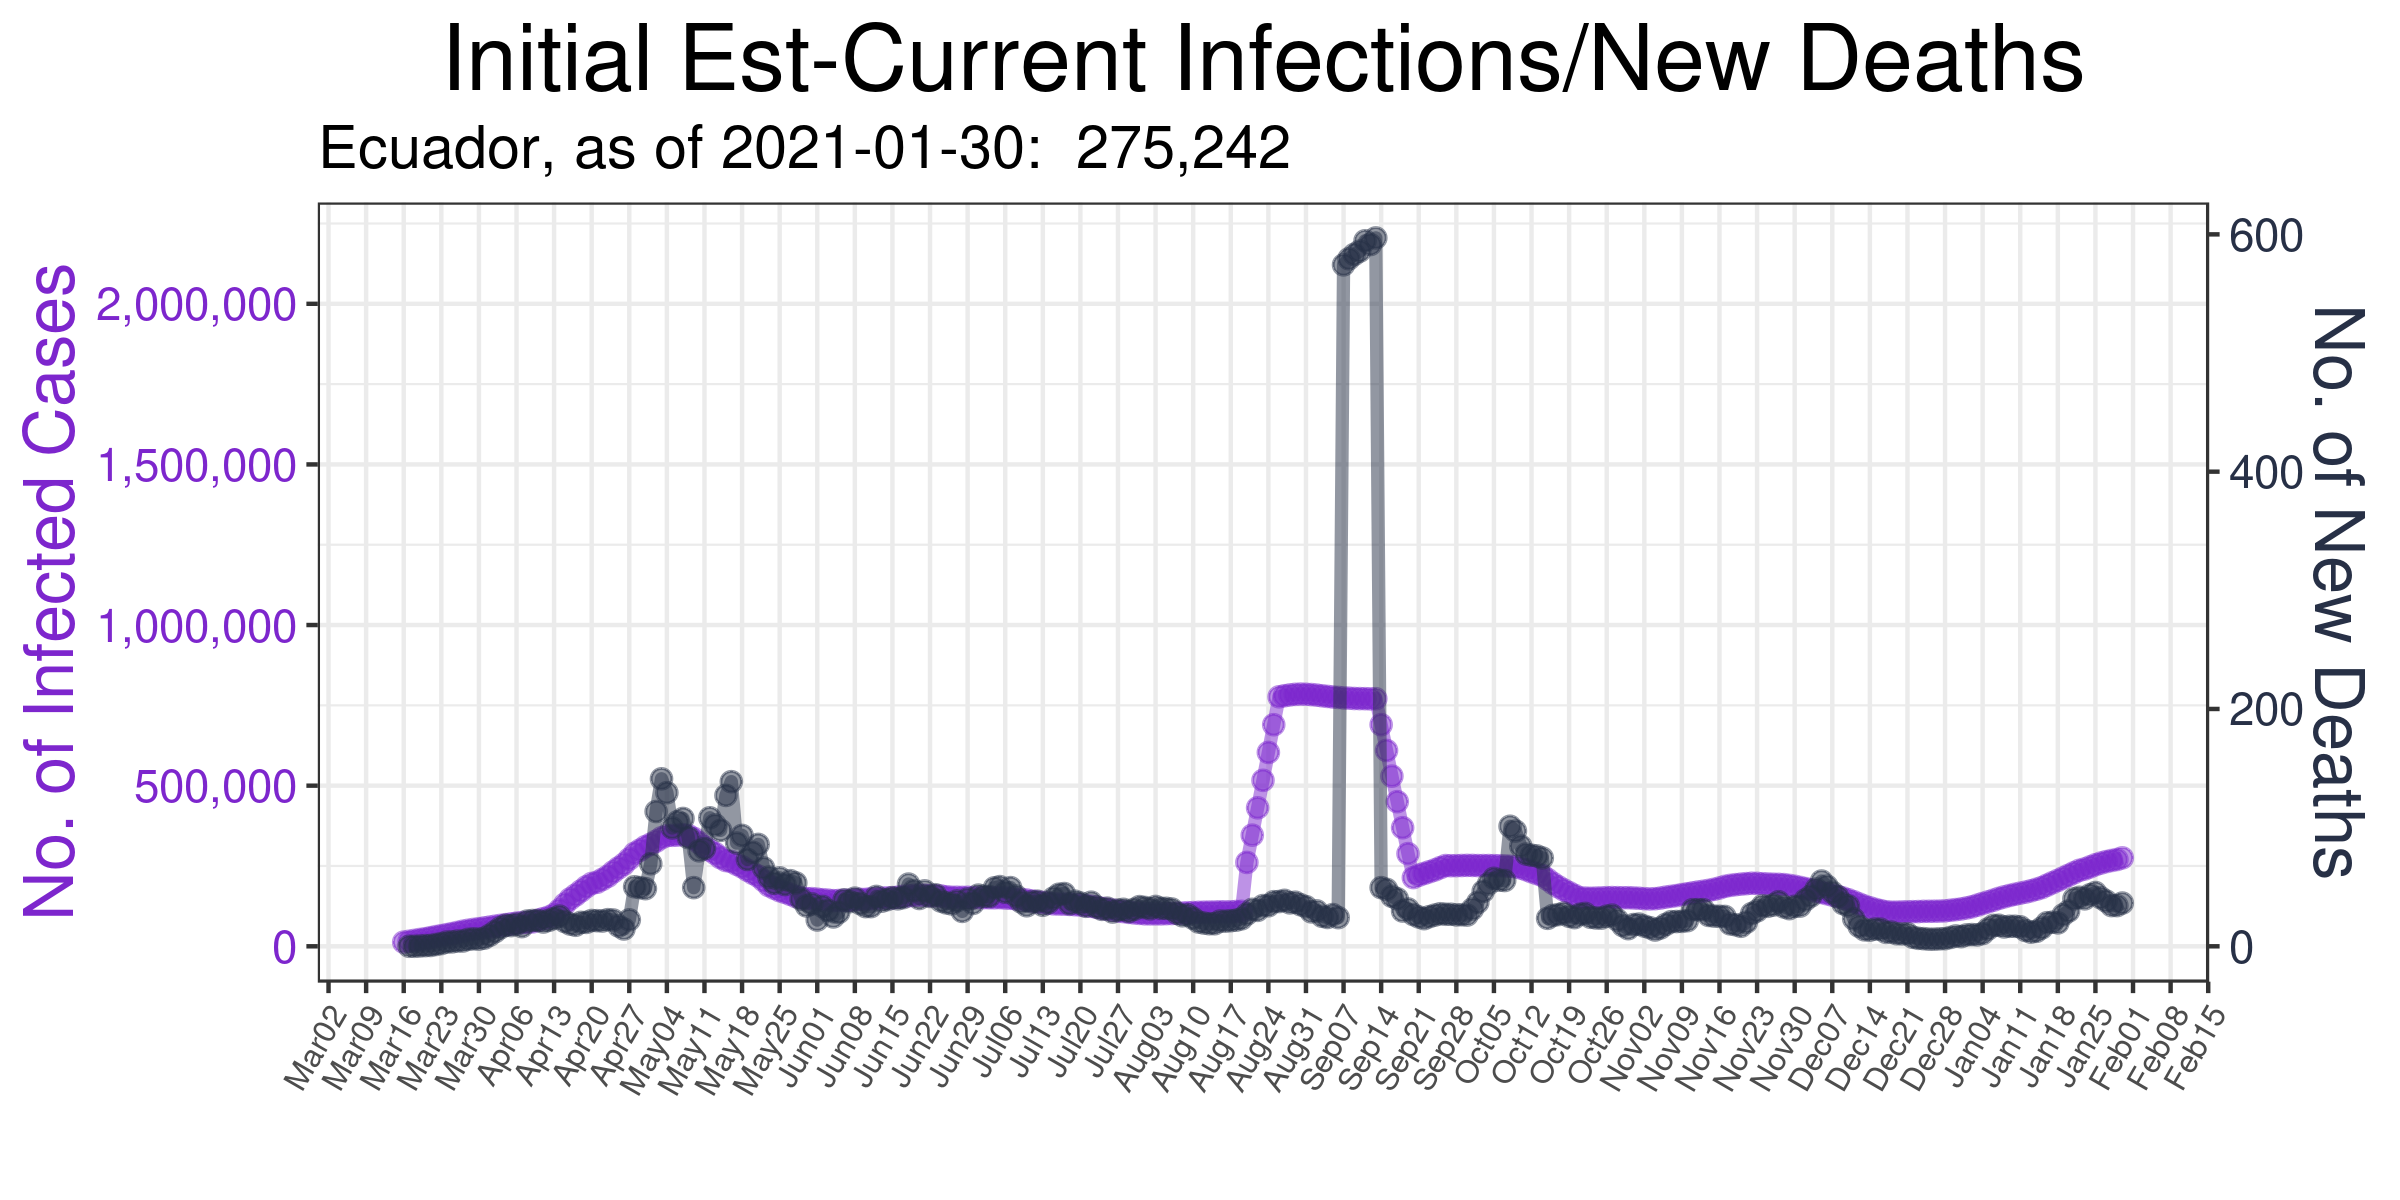 Initial Est-Current Infections/New Deaths
Ecuador, as of 2021-01-30:  275,242
No. of Infected Cases
2,000,000
1,500,000
1,000,000
500,000
0
600
400
200
0
No. of New Deaths
Mar02
Mar09
Mar16
Mar23
Mar30
Apr06
Apr13
Apr20
Apr27
May04
May11
May18
May25
Jun01
Jun08
Jun15
Jun22
Jun29
Jul06
Jul13
Jul20
Jul27
Aug03
Aug10
Aug17
Aug24
Aug31
Sep07
Sep14
Sep21
Sep28
Oct05
Oct12
Oct19
Oct26
Nov02
Nov09
Nov16
Nov23
Nov30
Dec07
Dec14
Dec21
Dec28
Jan04
Jan11
Jan18
Jan25
Feb01
Feb08
Feb15